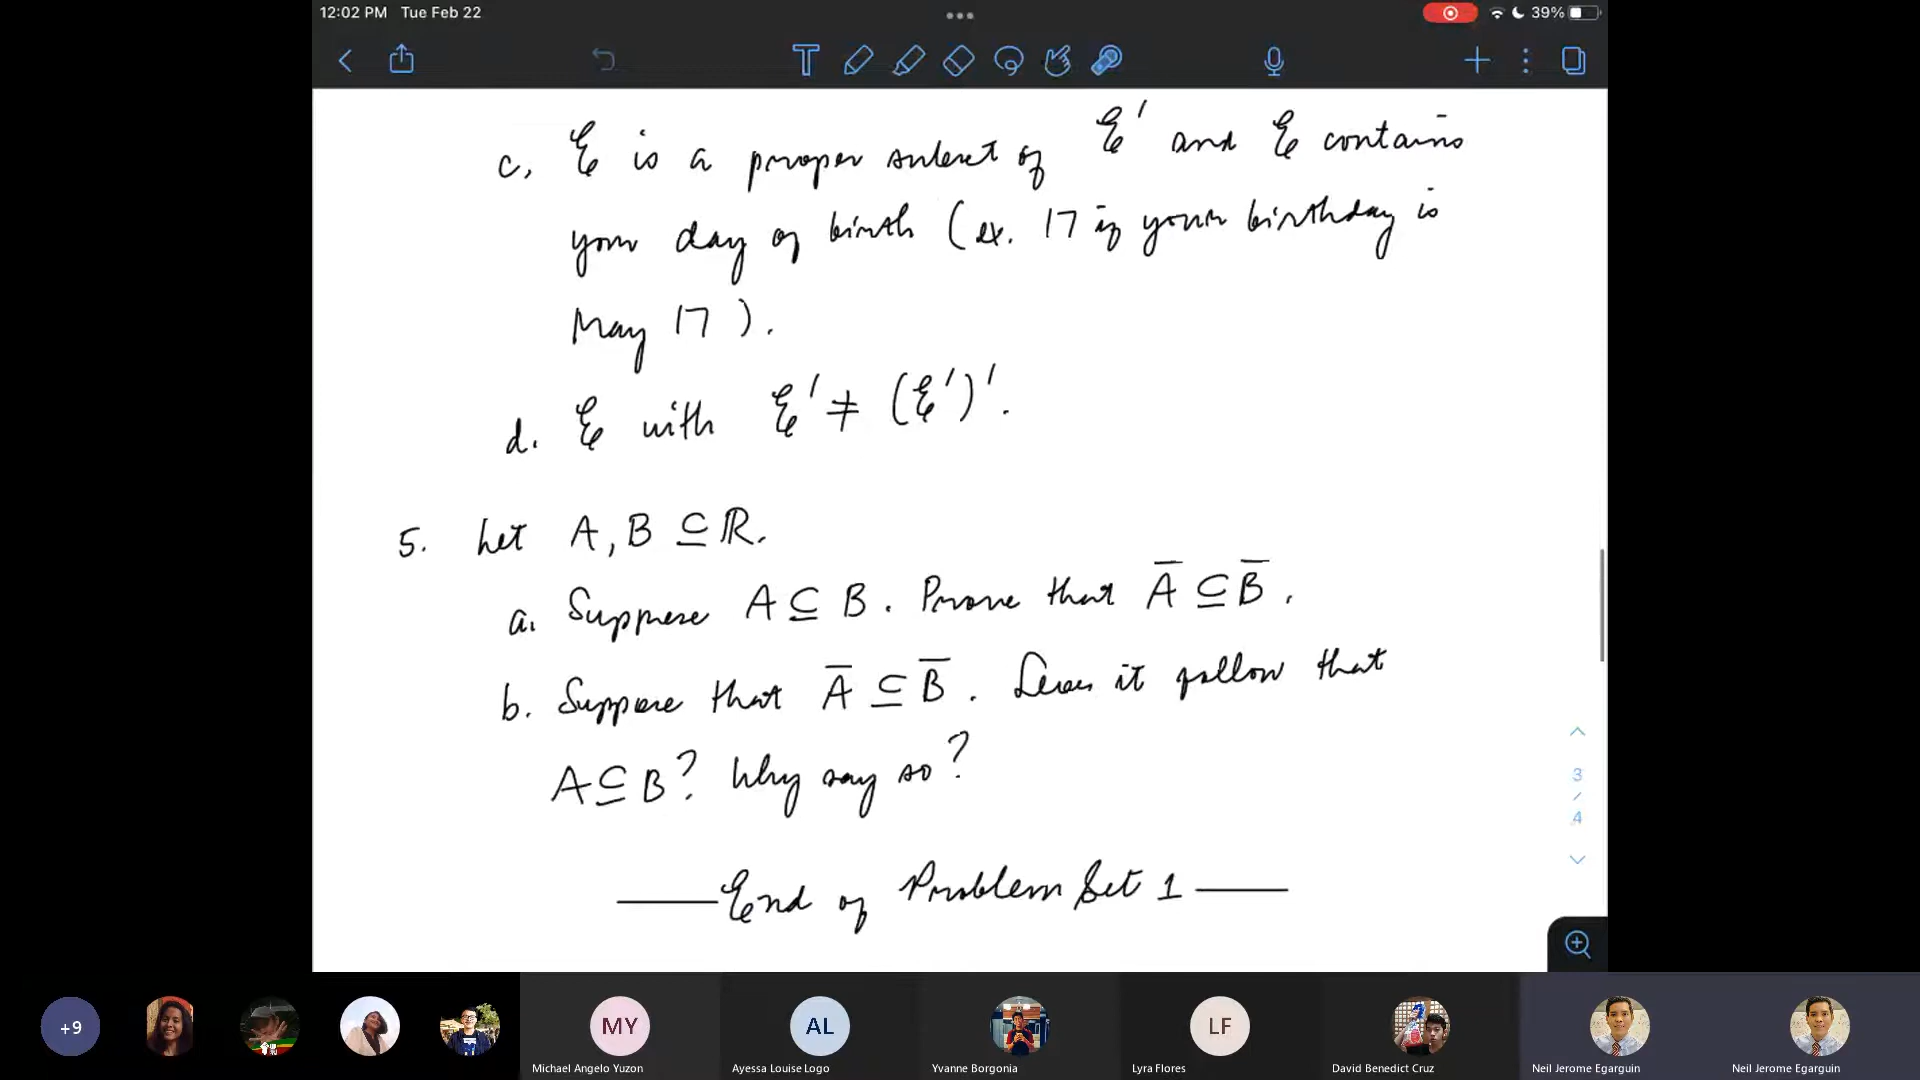 12:02 PM Tue Feb 22
39%
c. E is a proper subset of E' and E contains
your day of birth (ex. 17 if your birthday is
May 17).
d. E with E' ≠ (E')'.
5. Let A, B ⊆ ℝ.
a. Suppose A ⊆ B. Prove that A̅ ⊆ B̅.
b. Suppose that A̅ ⊆ B̅. Does it follow that
A ⊆ B? Why say so?
End of Problem Set 1
3
/
4
+9
MY
AL
LF
Michael Angelo Yuzon
Ayessa Louise Logo
Yvanne Borgonia
Lyra Flores
David Benedict Cruz
Neil Jerome Egarguin
Neil Jerome Egarguin